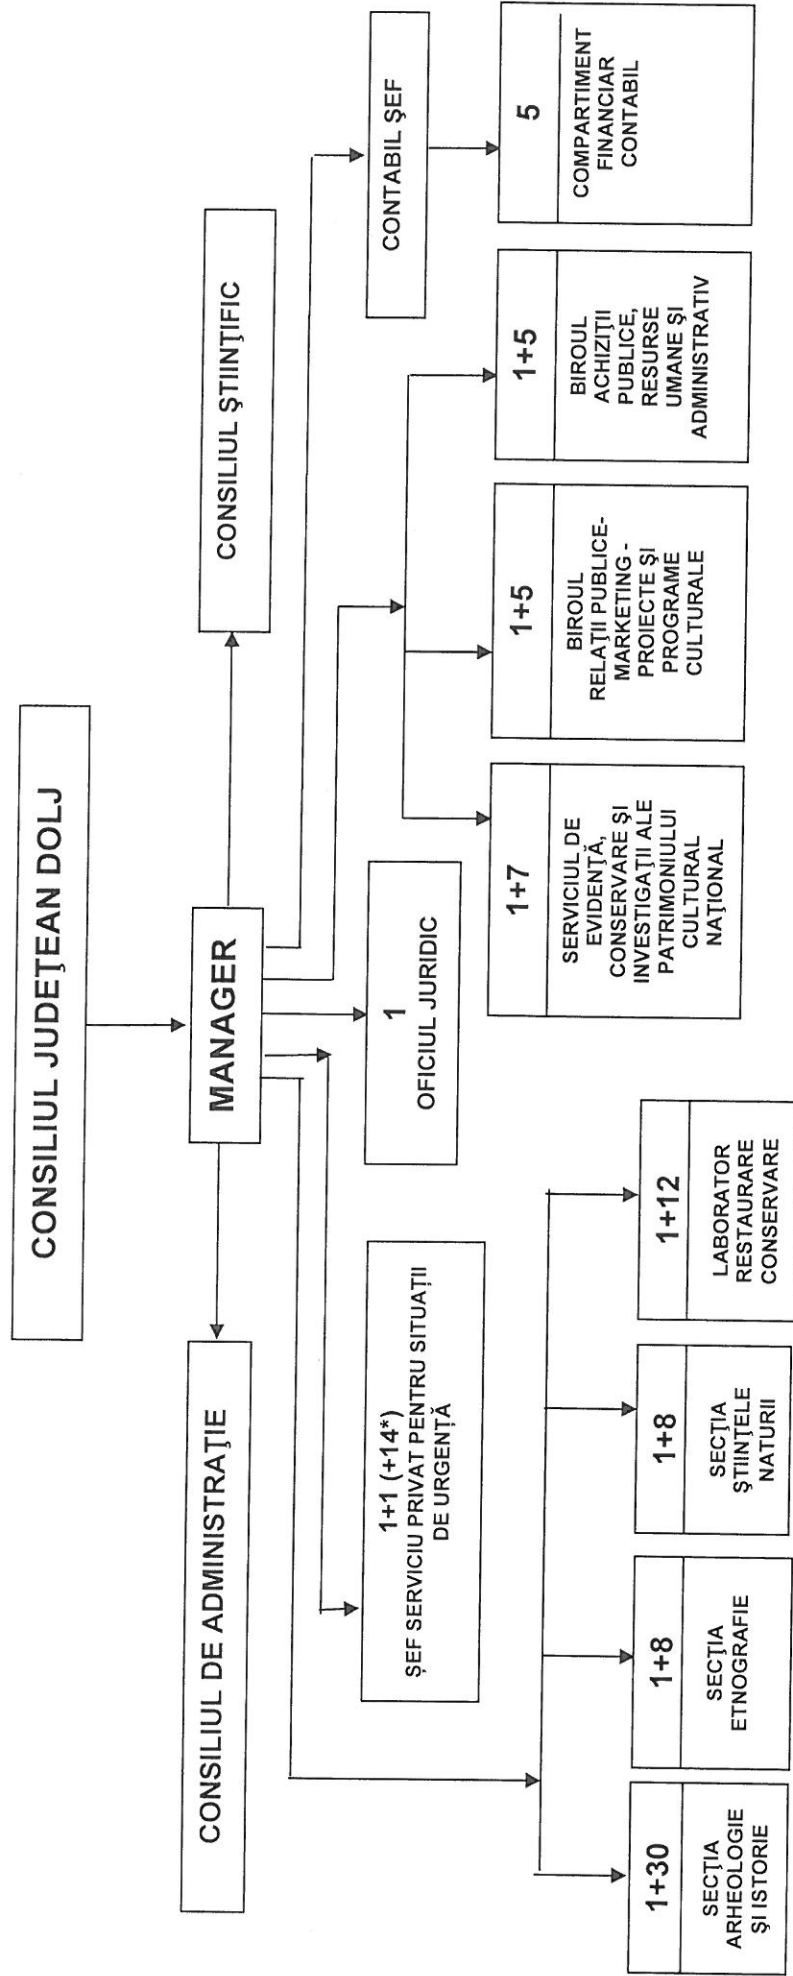 CONSILIUL JUDEŢEAN DOLJ
CONSILIUL DE ADMINISTRAŢIE
MANAGER
CONSILIUL ŞTIINŢIFIC
1+1 (+14*)
ŞEF SERVICIU PRIVAT PENTRU SITUAŢII
DE URGENŢĂ
1
OFICIUL JURIDIC
CONTABIL ŞEF
1+7
SERVICIUL DE
EVIDENŢĂ,
CONSERVARE ŞI
INVESTIGAŢII ALE
PATRIMONIULUI
CULTURAL
NAŢIONAL
1+5
BIROUL
RELAŢII PUBLICE-
MARKETING -
PROIECTE ŞI
PROGRAME
CULTURALE
1+5
BIROUL
ACHIZIŢII
PUBLICE,
RESURSE
UMANE ŞI
ADMINISTRATIV
5
COMPARTIMENT
FINANCIAR
CONTABIL
1+30
SECŢIA
ARHEOLOGIE
ŞI ISTORIE
1+8
SECŢIA
ETNOGRAFIE
1+8
SECŢIA
ŞTIINŢELE
NATURII
1+12
LABORATOR
RESTAURARE
CONSERVARE